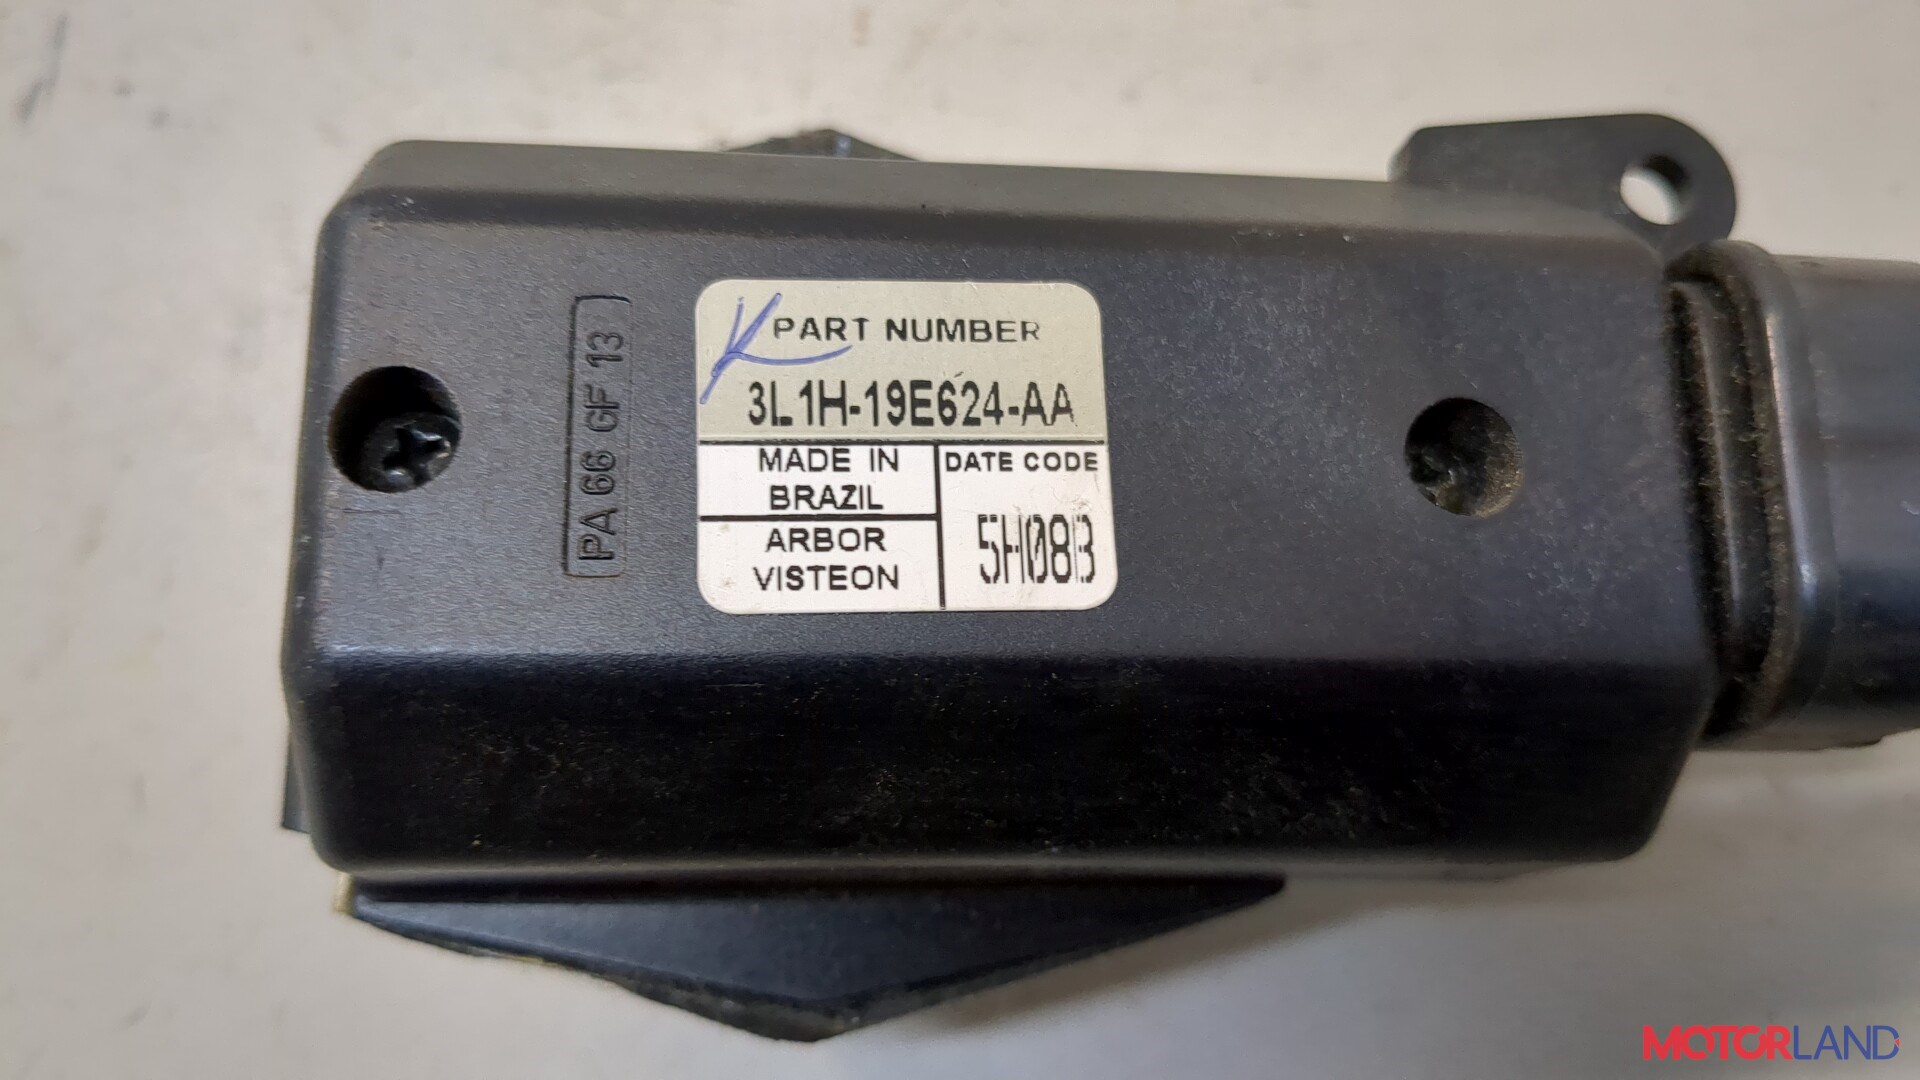 PA 66 GF 13
PART NUMBER
3L1H-19E624-AA
MADE IN
BRAZIL
ARBOR
VISTEON
DATE CODE
5H08B
MOTORLAND